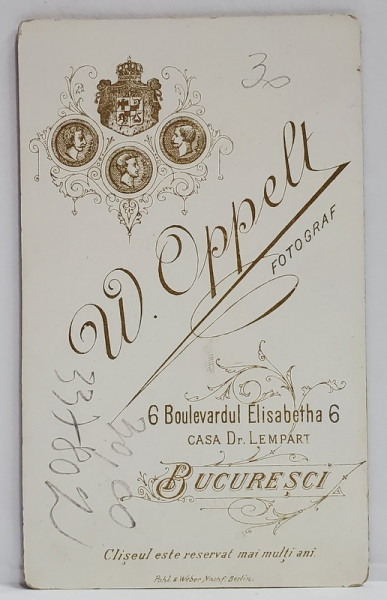 30
W. Oppelt
FOTOGRAF
6 Boulevardul Elisabetha 6
CASA Dr. LEMPART
BUCUREȘCI
Clișeul este reservat mai mulți ani.
Pohl & Weber Nachf. Berlin.